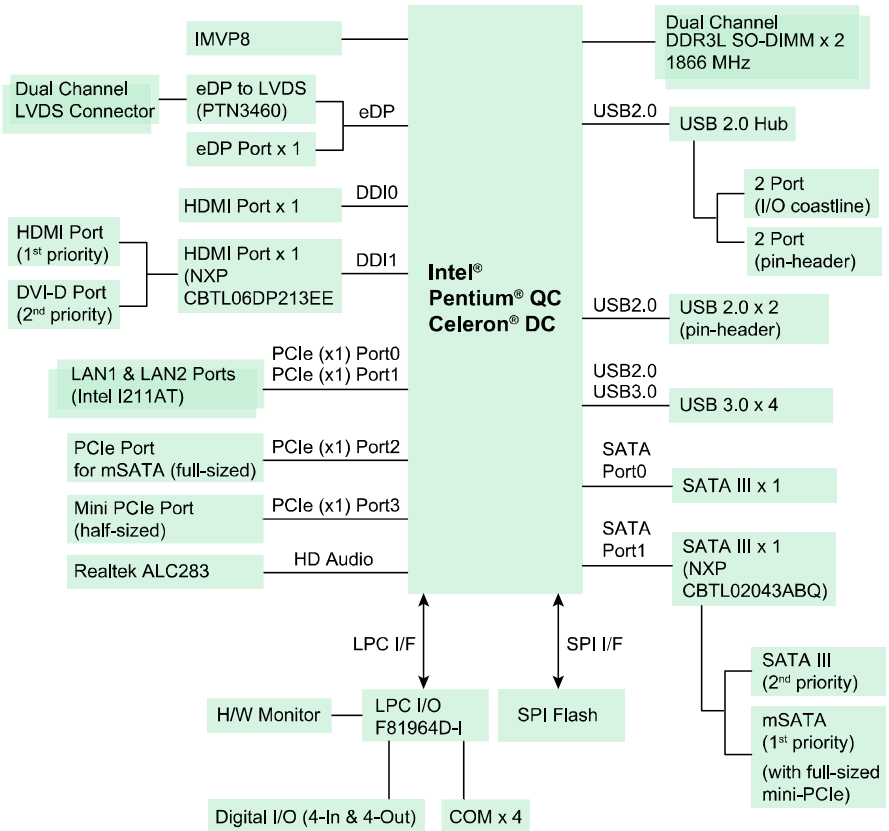 IMVP8
Dual Channel
DDR3L SO-DIMM x 2
1866 MHz
Dual Channel
LVDS Connector
eDP to LVDS
(PTN3460)
eDP
eDP Port x 1
USB2.0
USB 2.0 Hub
2 Port
(I/O coastline)
2 Port
(pin-header)
HDMI Port x 1
DDI0
HDMI Port
(1st priority)
DVI-D Port
(2nd priority)
HDMI Port x 1
(NXP
CBTL06DP213EE
DDI1
Intel®
Pentium® QC
Celeron® DC
USB2.0
USB 2.0 x 2
(pin-header)
LAN1 & LAN2 Ports
(Intel I211AT)
PCIe (x1) Port0
PCIe (x1) Port1
USB2.0
USB3.0
USB 3.0 x 4
PCIe Port
for mSATA (full-sized)
PCIe (x1) Port2
SATA
Port0
SATA III x 1
Mini PCIe Port
(half-sized)
PCIe (x1) Port3
SATA
Port1
SATA III x 1
(NXP
CBTL02043ABQ)
Realtek ALC283
HD Audio
LPC I/F
SPI I/F
SATA III
(2nd priority)
mSATA
(1st priority)
(with full-sized
mini-PCIe)
H/W Monitor
LPC I/O
F81964D-I
SPI Flash
Digital I/O (4-In & 4-Out)
COM x 4